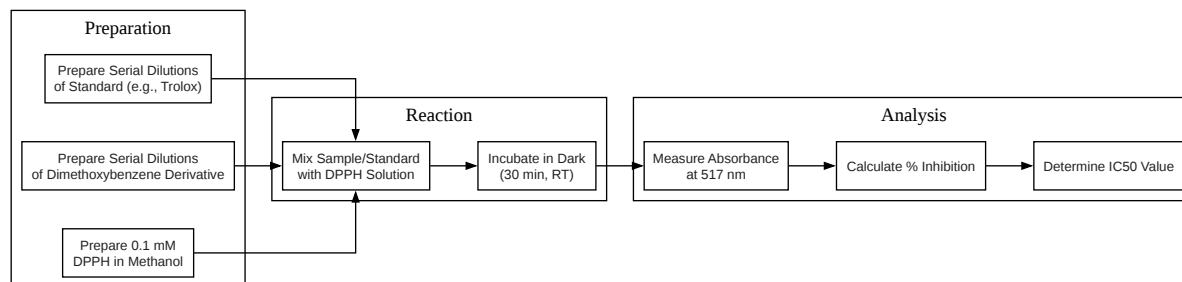 Preparation
Prepare Serial Dilutions
of Standard (e.g., Trolox)
Prepare Serial Dilutions
of Dimethoxybenzene Derivative
Prepare 0.1 mM
DPPH in Methanol
Reaction
Mix Sample/Standard
with DPPH Solution
Incubate in Dark
(30 min, RT)
Analysis
Measure Absorbance
at 517 nm
Calculate % Inhibition
Determine IC50 Value